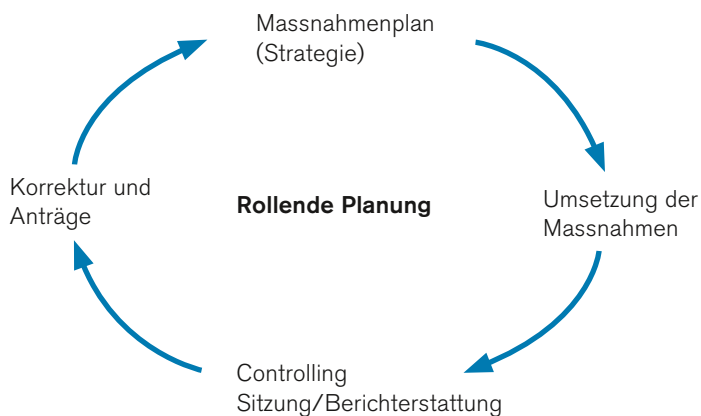 Massnahmenplan
(Strategie)
Korrektur und
Anträge
Rollende Planung
Umsetzung der
Massnahmen
Controlling
Sitzung/Berichterstattung